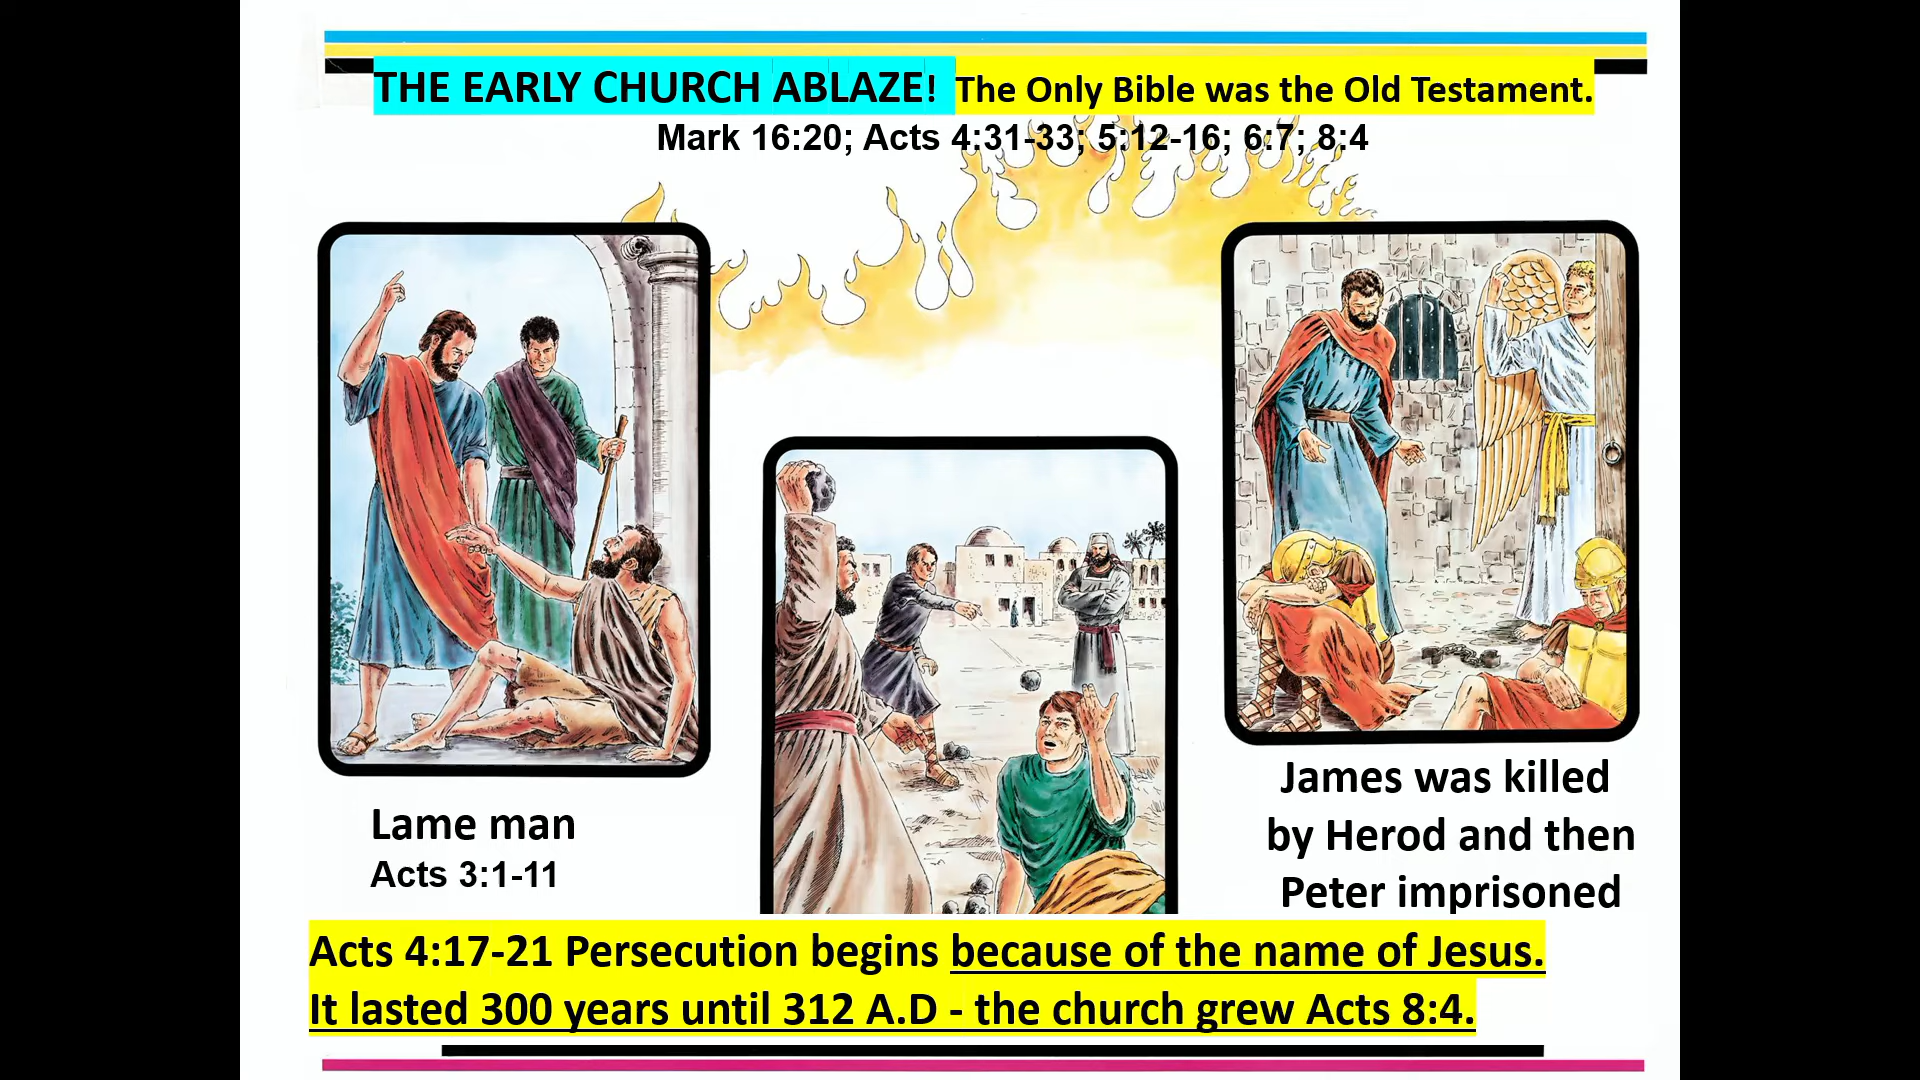 THE EARLY CHURCH ABLAZE! The Only Bible was the Old Testament.
Mark 16:20; Acts 4:31-33; 5:12-16; 6:7; 8:4
Lame man
Acts 3:1-11
James was killed
by Herod and then
Peter imprisoned
Acts 4:17-21 Persecution begins because of the name of Jesus.
It lasted 300 years until 312 A.D - the church grew Acts 8:4.